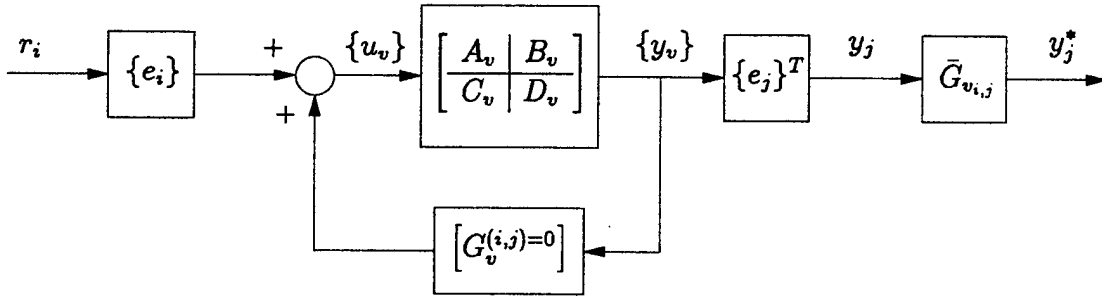 r_i
{e_i}
+
+
{u_v}
[A_v | B_v
C_v | D_v]
{y_v}
{e_j}^T
y_j
Ḡ_{v_{i,j}}
y_j^*
[G_v^{(i,j)=0}]